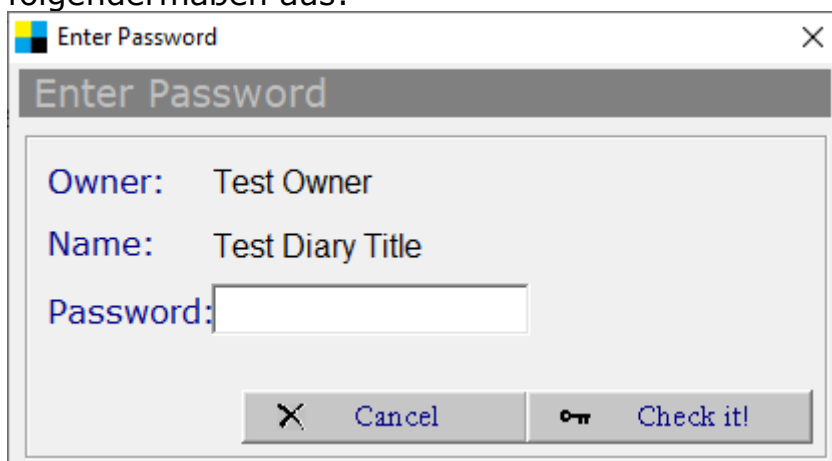 folgendermaßen aus:
Enter Password
Enter Password
Owner: Test Owner
Name: Test Diary Title
Password:
Cancel Check it!